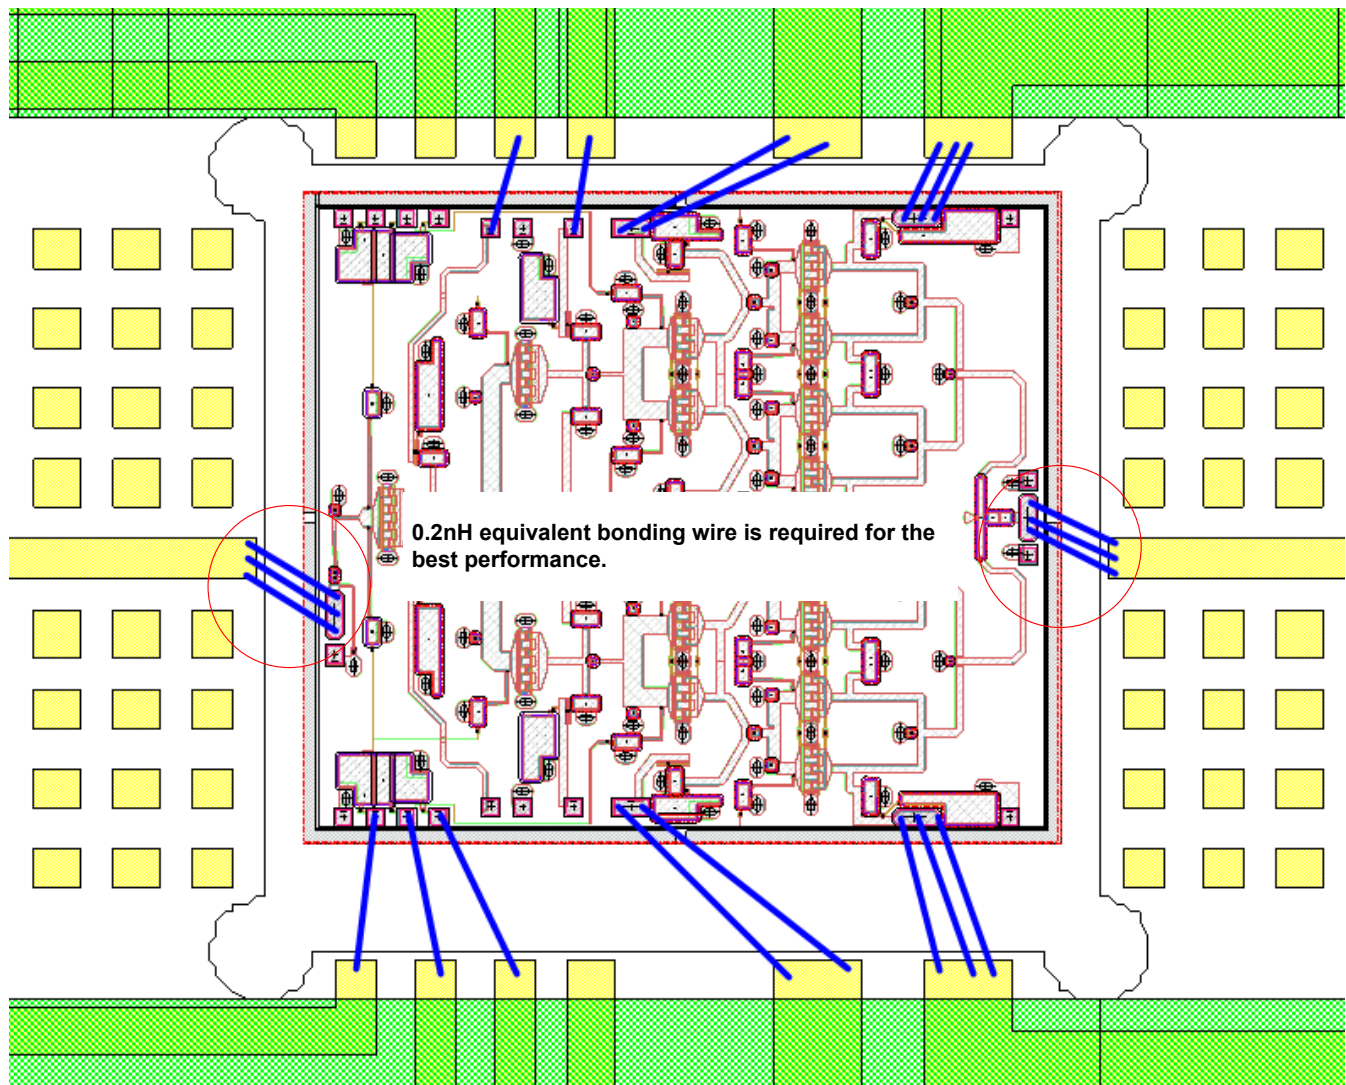 0.2nH equivalent bonding wire is required for the
best performance.